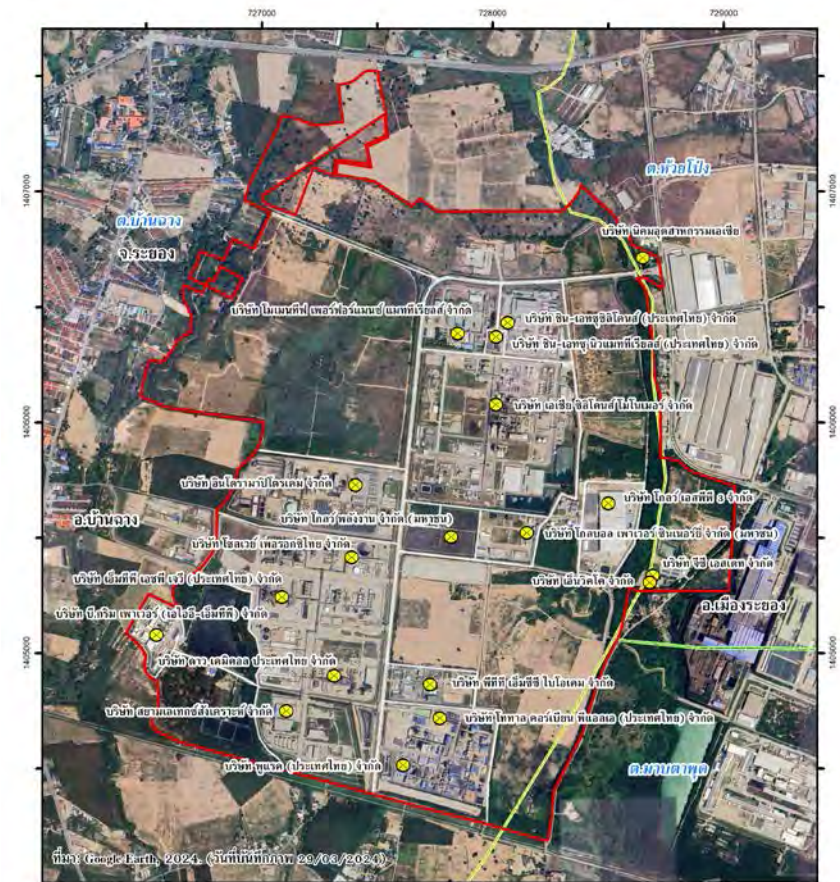 727000 728000 729000
1407000 1407000
ต.ห้วยโป่ง
ต.บ้านฉาง
จ.ระยอง
บริษัท นิคมอุตสาหกรรมเอเซีย
บริษัท โมเมนทีฟ เพอร์ฟอร์แมนซ์ แมททีเรียลส์ จำกัด
บริษัท ชิน-เอทซุซิลิโคนส์ (ประเทศไทย) จำกัด
บริษัท ชิน-เอทซุ นิวแมททีเรียลส์ (ประเทศไทย) จำกัด
บริษัท เอเชีย ซิลิโคนส์ โมโนเมอร์ จำกัด
1406000 1406000
บริษัท อินโดรามาปิโตรเคม จำกัด
บริษัท โกลว์ เอสพีพี 3 จำกัด
อ.บ้านฉาง
บริษัท โกลว์ พลังงาน จำกัด (มหาชน)
บริษัท โกลบอล เพาเวอร์ ซินเนอร์ยี่ จำกัด (มหาชน)
บริษัท โซลเวย์ เพอรอกซิไทย จำกัด
บริษัท จีซี เอสเตท จำกัด
บริษัท เอ็มทีพี เอชพี เจวี (ประเทศไทย) จำกัด
บริษัท เอ็นวิคโค จำกัด
บริษัท บี.กริม เพาเวอร์ (เอไออี-เอ็มทีพี) จำกัด
อ.เมืองระยอง
1405000 1405000
บริษัท ดาว เคมิคอล ประเทศไทย จำกัด
บริษัท พีทีที เอ็มซีซี ไบโอเคม จำกัด
บริษัท สยามเลเทกซ์สังเคราะห์ จำกัด
บริษัท โททาล คอร์เบียน พีแอลเอ (ประเทศไทย) จำกัด
บริษัท พูแรค (ประเทศไทย) จำกัด
ต.มาบตาพุด
ที่มา: Google Earth, 2024. (วันที่บันทึกภาพ 29/03/2024)